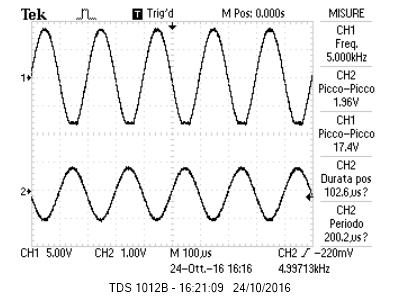 Tek T Trig'd M Pos: 0.000s MISURE
CH1
Freq.
5.000kHz
CH2
Picco-Picco
1.96V
CH1
Picco-Picco
17.4V
CH2
Durata pos
102.6µs?
CH2
Periodo
200.2µs?
1
2
CH1 5.00V CH2 1.00V M 100µs CH2 -220mV
24-Ott.-16 16:16 4.99713kHz
TDS 1012B - 16:21:09 24/10/2016